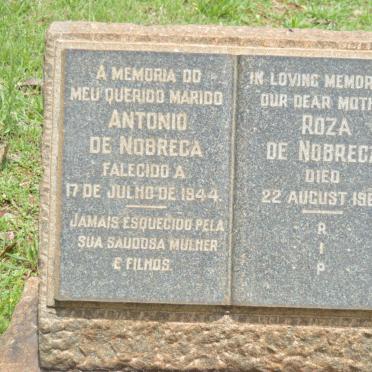 A MEMORIA DO
MEU QUERIDO MARIDO
ANTONIO
DE NOBREGA
FALECIDO A
17 DE JULHO DE 1944.
JAMAIS ESQUECIDO PELA
SUA SAUDOSA MULHER
E FILHOS.
IN LOVING MEMOR
OUR DEAR MOTH
ROZA
DE NOBREG
DIED
22 AUGUST 19
R
I
P